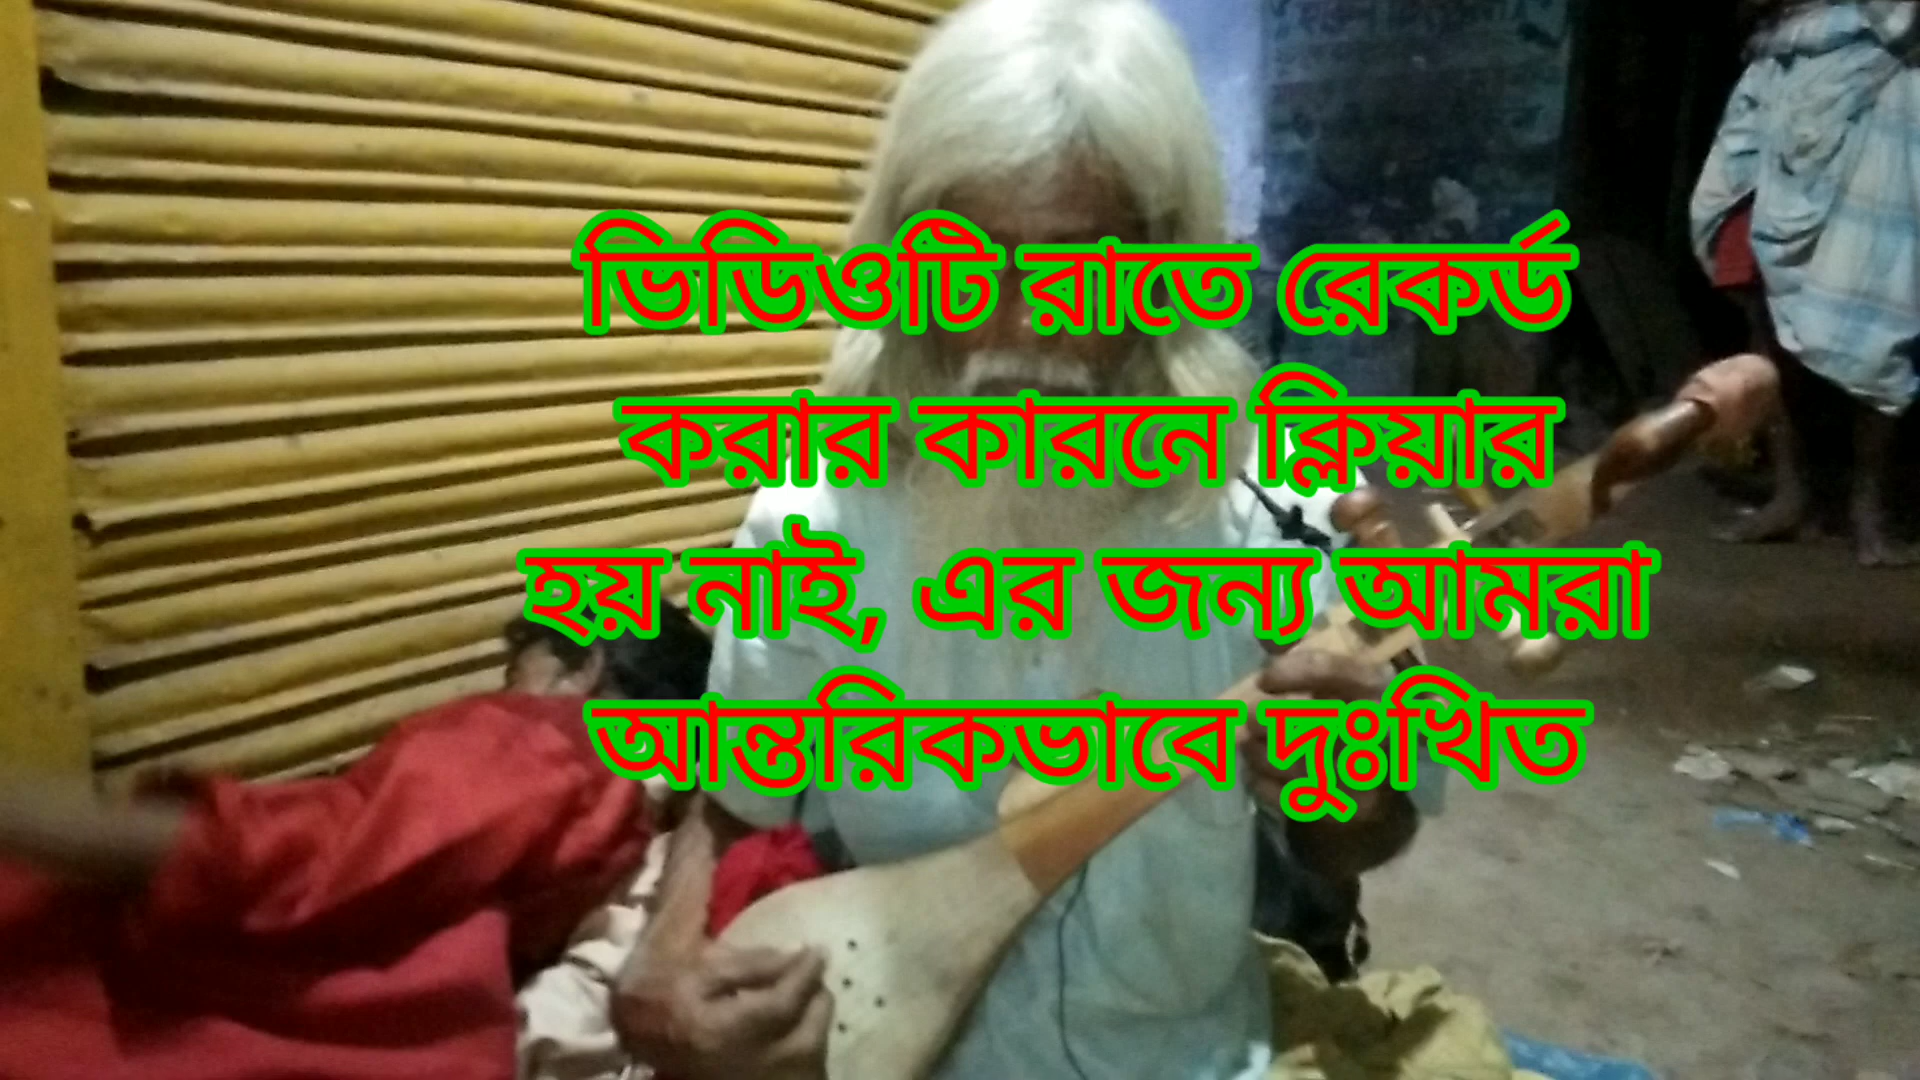 ভিডিওটি রাতে রেকর্ড
করার কারনে ক্লিয়ার
হয় নাই, এর জন্য আমরা
আন্তরিকভাবে দুঃখিত